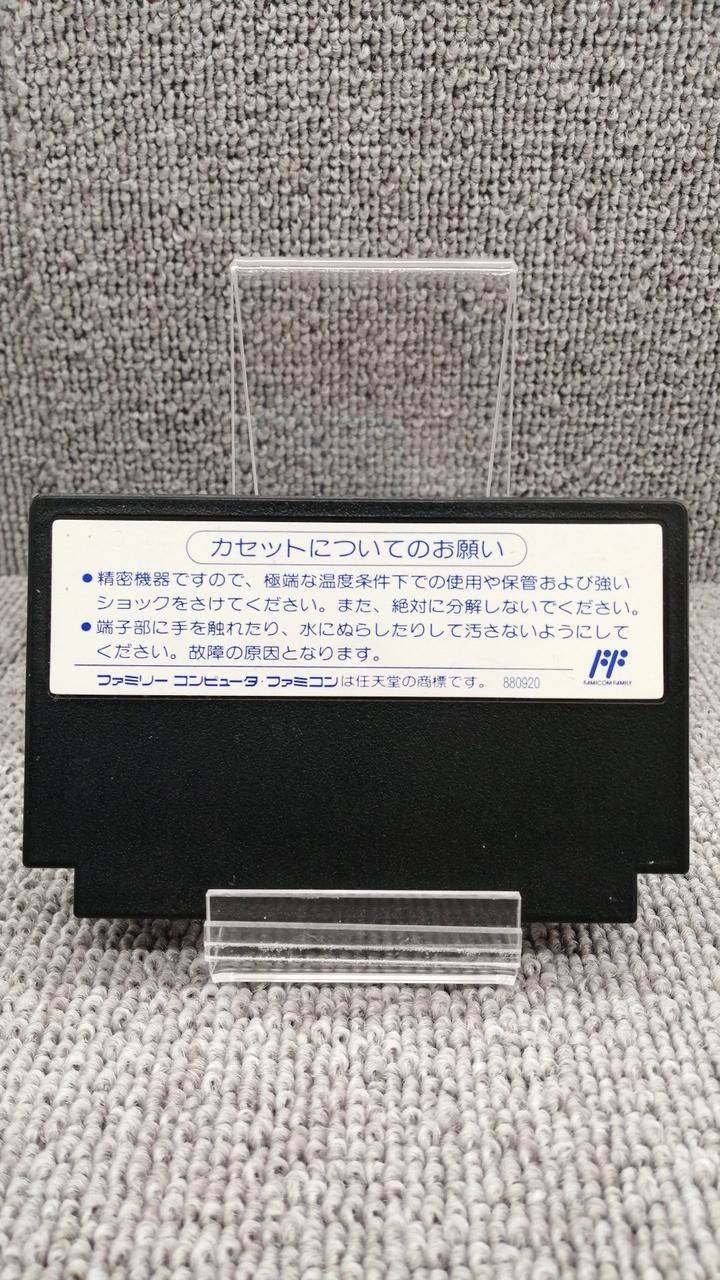 カセットについてのお願い
●精密機器ですので、極端な温度条件下での使用や保管および強い
ショックをさけてください。また、絶対に分解しないでください。
●端子部に手を触れたり、水にぬらしたりして汚さないようにして
ください。故障の原因となります。
ファミリー コンピュータ・ファミコンは任天堂の商標です。 880920
FAMICOM FAMILY